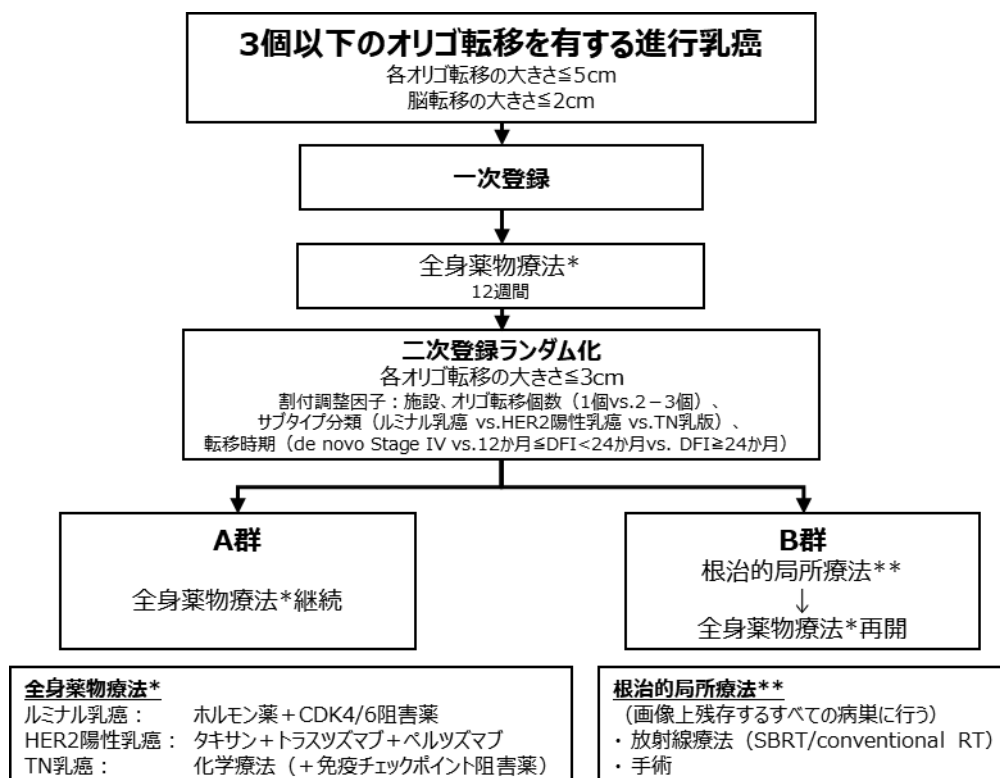 3個以下のオリゴ転移を有する進行乳癌
各オリゴ転移の大きさ≦5cm
脳転移の大きさ≦2cm
一次登録
全身薬物療法*
12週間
二次登録ランダム化
各オリゴ転移の大きさ≦3cm
割付調整因子：施設、オリゴ転移個数（1個vs.2－3個）、
サブタイプ分類（ルミナル乳癌 vs.HER2陽性乳癌 vs.TN乳版）、
転移時期（de novo Stage IV vs.12か月≦DFI<24か月vs. DFI≧24か月）
A群
全身薬物療法*継続
B群
根治的局所療法**
↓
全身薬物療法*再開
全身薬物療法*
ルミナル乳癌： ホルモン薬＋CDK4/6阻害薬
HER2陽性乳癌： タキサン＋トラスツズマブ＋ペルツズマブ
TN乳癌： 化学療法（＋免疫チェックポイント阻害薬）
根治的局所療法**
（画像上残存するすべての病巣に行う）
・ 放射線療法（SBRT/conventional RT）
・ 手術